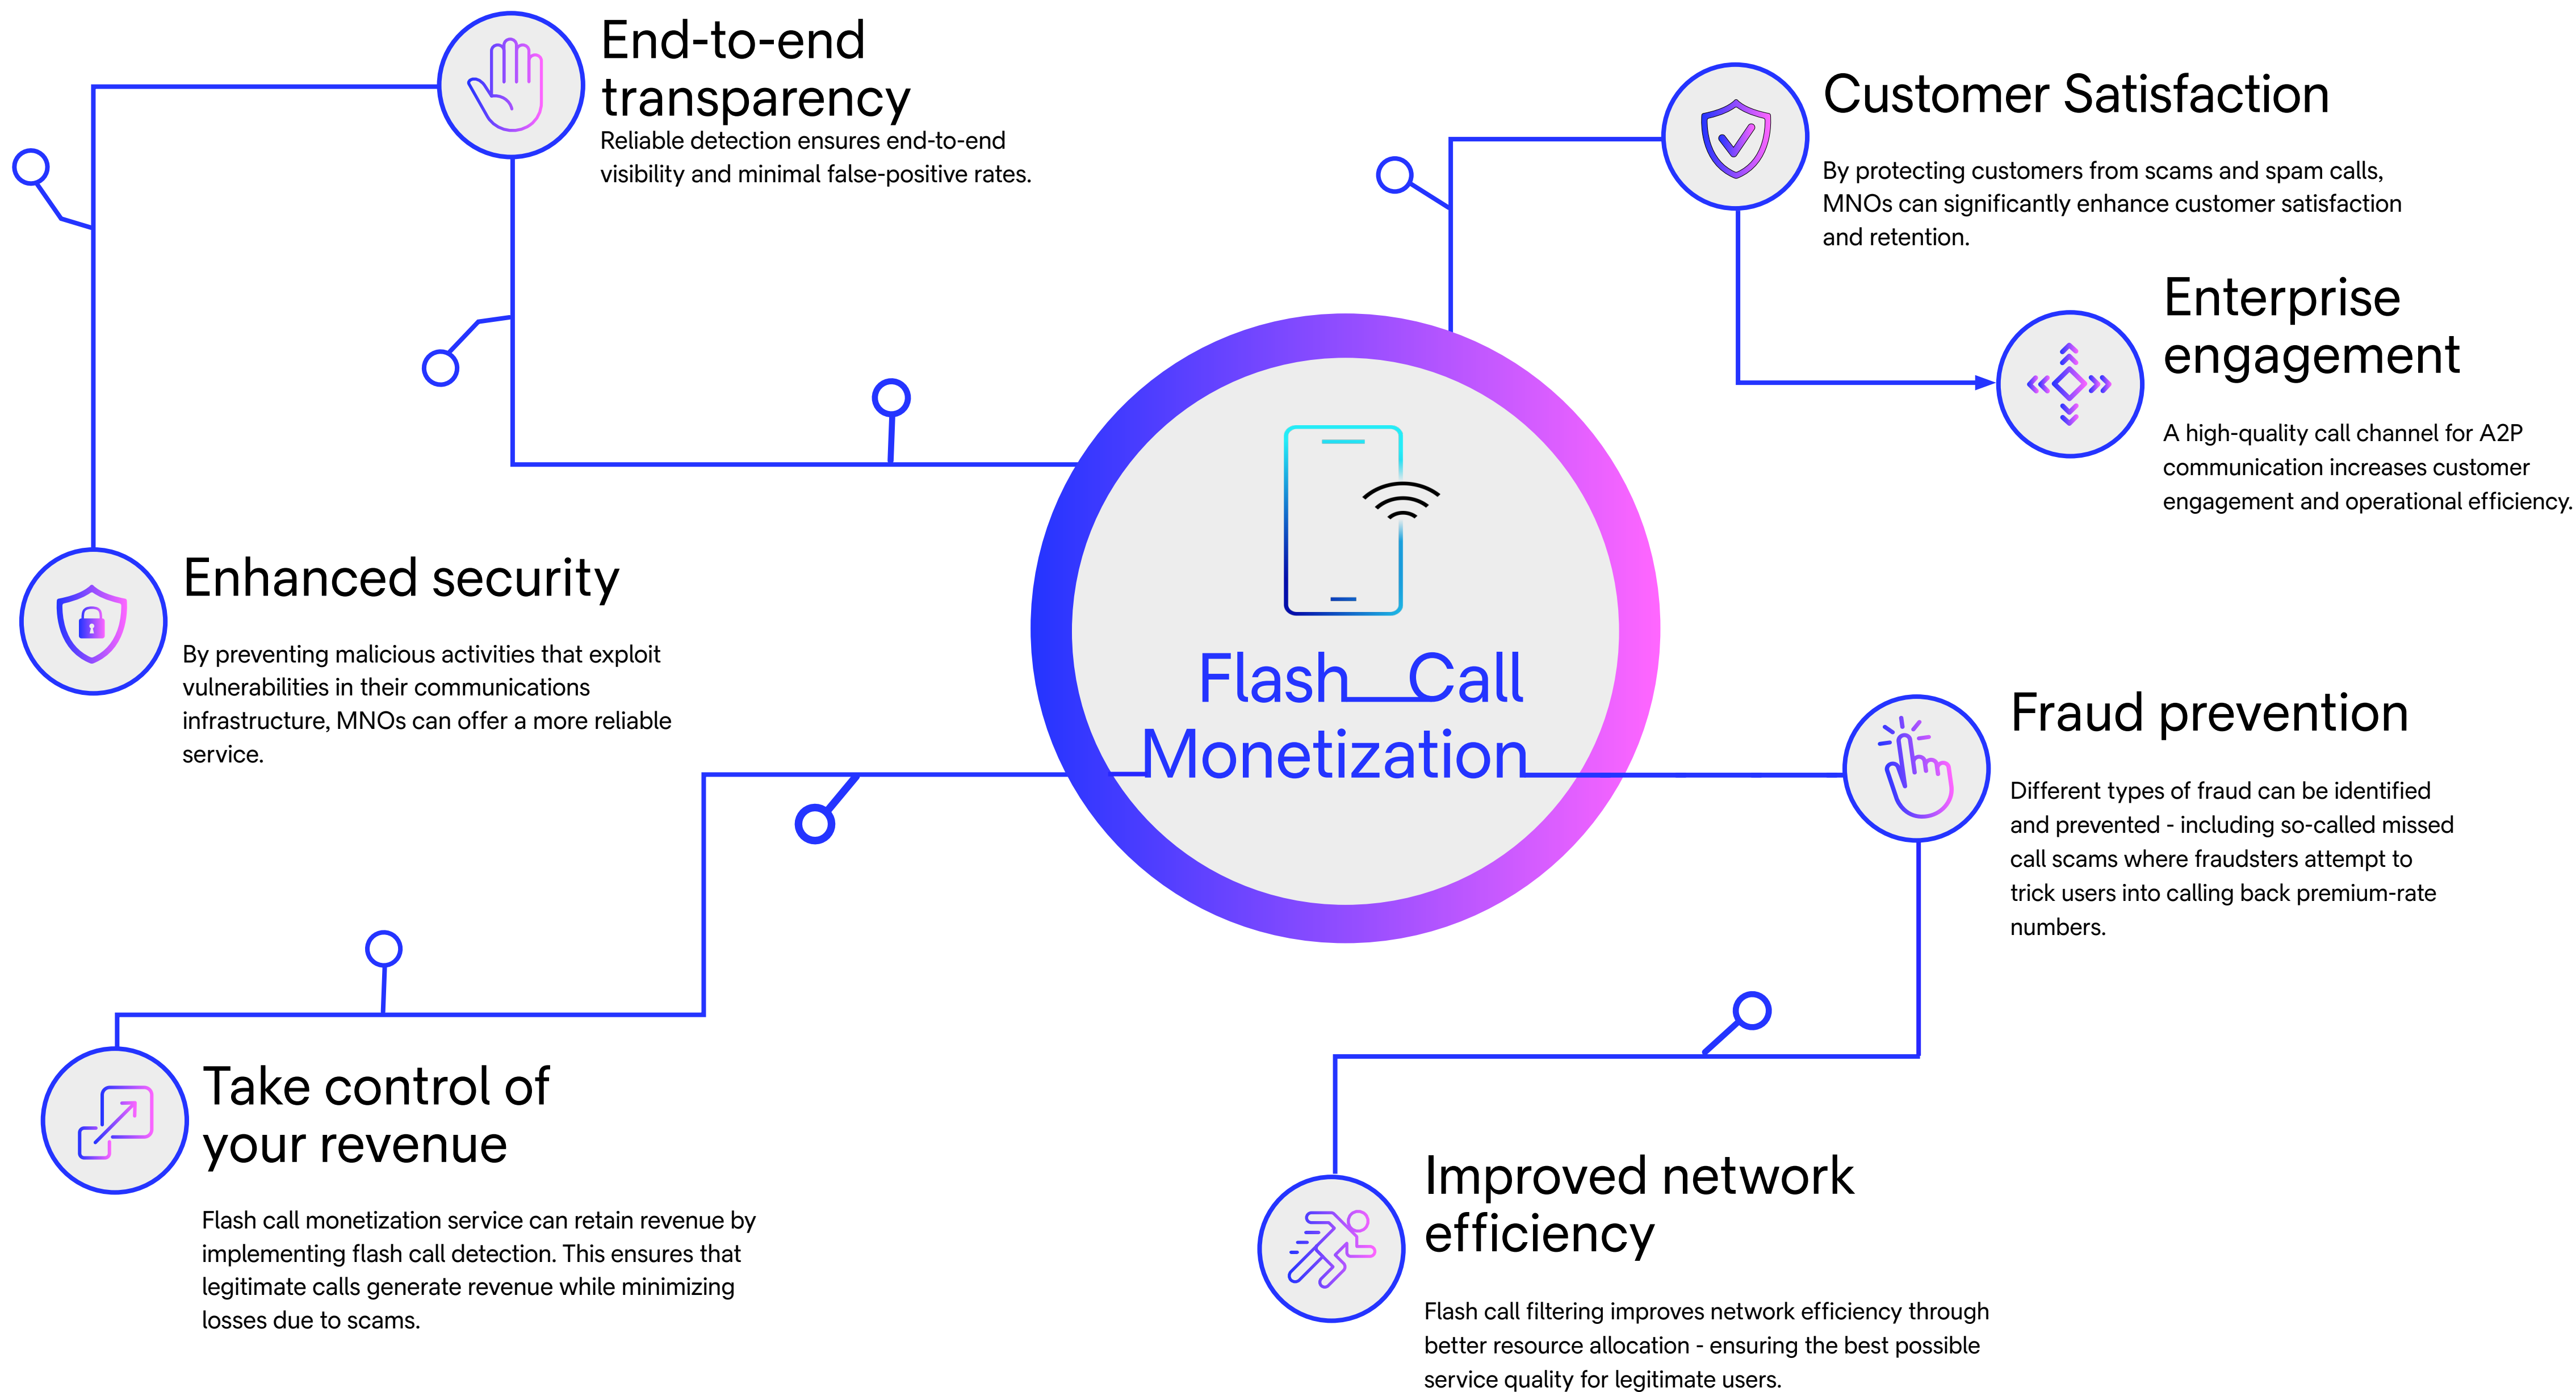 End-to-end
transparency
Reliable detection ensures end-to-end
visibility and minimal false-positive rates.
Customer Satisfaction
By protecting customers from scams and spam calls,
MNOs can significantly enhance customer satisfaction
and retention.
Enterprise
engagement
A high-quality call channel for A2P
communication increases customer
engagement and operational efficiency.
Enhanced security
By preventing malicious activities that exploit
vulnerabilities in their communications
infrastructure, MNOs can offer a more reliable
service.
Flash Call
Monetization
Fraud prevention
Different types of fraud can be identified
and prevented - including so-called missed
call scams where fraudsters attempt to
trick users into calling back premium-rate
numbers.
Take control of
your revenue
Flash call monetization service can retain revenue by
implementing flash call detection. This ensures that
legitimate calls generate revenue while minimizing
losses due to scams.
Improved network
efficiency
Flash call filtering improves network efficiency through
better resource allocation - ensuring the best possible
service quality for legitimate users.